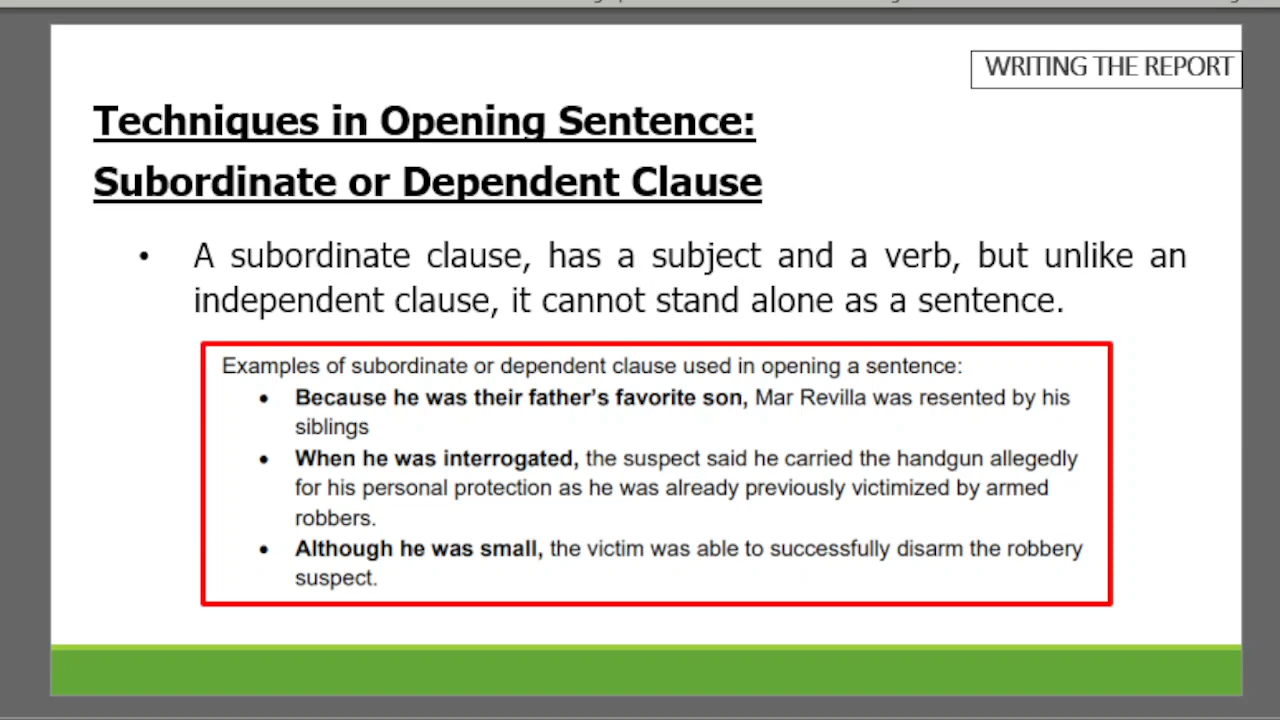 WRITING THE REPORT
Techniques in Opening Sentence:
Subordinate or Dependent Clause
• A subordinate clause, has a subject and a verb, but unlike an
independent clause, it cannot stand alone as a sentence.
Examples of subordinate or dependent clause used in opening a sentence:
• Because he was their father's favorite son, Mar Revilla was resented by his
siblings
• When he was interrogated, the suspect said he carried the handgun allegedly
for his personal protection as he was already previously victimized by armed
robbers.
• Although he was small, the victim was able to successfully disarm the robbery
suspect.